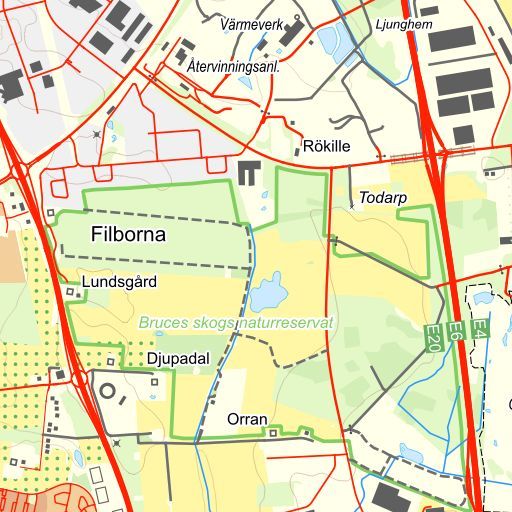 Värmeverk
Ljunghem
Återvinningsanl.
Rökille
Todarp
Filborna
Lundsgård
Bruces skogs naturreservat
E20
E6
E4
Djupadal
Orran